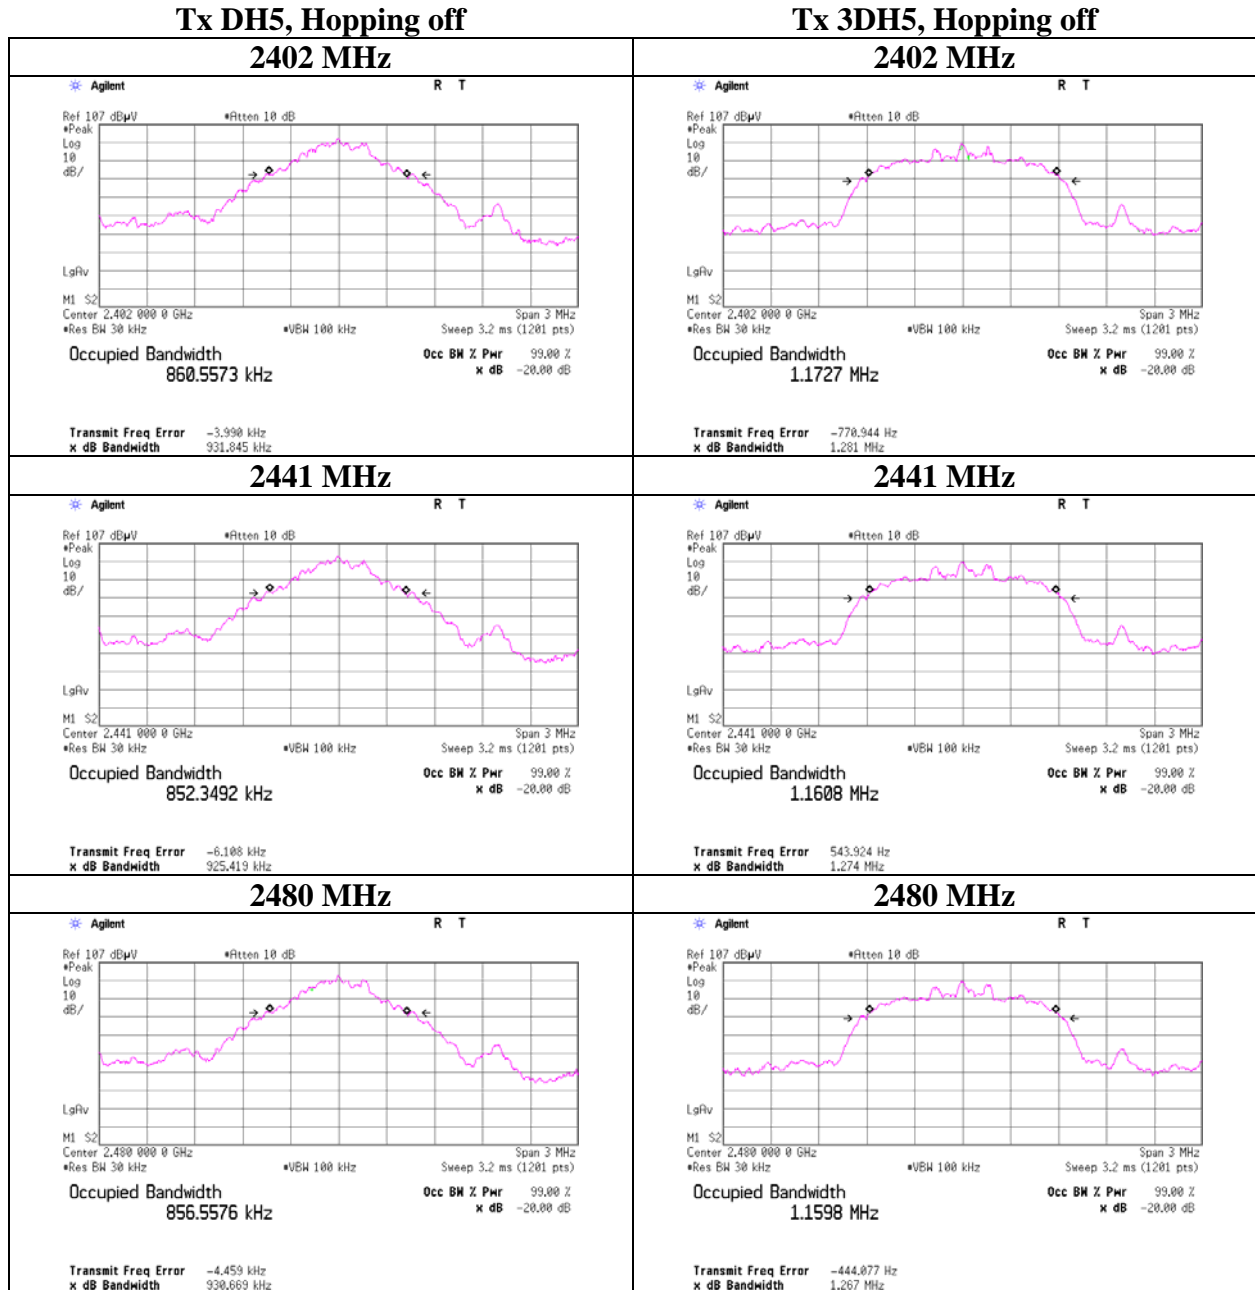 Tx DH5, Hopping off
Tx 3DH5, Hopping off
2402 MHz
2402 MHz
Agilent
R T
Ref 107 dBµV
*Atten 10 dB
*Peak
Log
10
dB/
LgAv
M1 S2
Center 2.402 000 0 GHz
Span 3 MHz
*Res BW 30 kHz
*VBW 100 kHz
Sweep 3.2 ms (1201 pts)
Occupied Bandwidth
860.5573 kHz
Occ BW % Pwr 99.00 %
x dB -20.00 dB
Transmit Freq Error -3.990 kHz
x dB Bandwidth 931.845 kHz
Agilent
R T
Ref 107 dBµV
*Atten 10 dB
*Peak
Log
10
dB/
LgAv
M1 S2
Center 2.402 000 0 GHz
Span 3 MHz
*Res BW 30 kHz
*VBW 100 kHz
Sweep 3.2 ms (1201 pts)
Occupied Bandwidth
1.1727 MHz
Occ BW % Pwr 99.00 %
x dB -20.00 dB
Transmit Freq Error -770.944 Hz
x dB Bandwidth 1.281 MHz
2441 MHz
2441 MHz
Agilent
R T
Ref 107 dBµV
*Atten 10 dB
*Peak
Log
10
dB/
LgAv
M1 S2
Center 2.441 000 0 GHz
Span 3 MHz
*Res BW 30 kHz
*VBW 100 kHz
Sweep 3.2 ms (1201 pts)
Occupied Bandwidth
852.3492 kHz
Occ BW % Pwr 99.00 %
x dB -20.00 dB
Transmit Freq Error -6.108 kHz
x dB Bandwidth 925.419 kHz
Agilent
R T
Ref 107 dBµV
*Atten 10 dB
*Peak
Log
10
dB/
LgAv
M1 S2
Center 2.441 000 0 GHz
Span 3 MHz
*Res BW 30 kHz
*VBW 100 kHz
Sweep 3.2 ms (1201 pts)
Occupied Bandwidth
1.1608 MHz
Occ BW % Pwr 99.00 %
x dB -20.00 dB
Transmit Freq Error 543.924 Hz
x dB Bandwidth 1.274 MHz
2480 MHz
2480 MHz
Agilent
R T
Ref 107 dBµV
*Atten 10 dB
*Peak
Log
10
dB/
LgAv
M1 S2
Center 2.480 000 0 GHz
Span 3 MHz
*Res BW 30 kHz
*VBW 100 kHz
Sweep 3.2 ms (1201 pts)
Occupied Bandwidth
856.5576 kHz
Occ BW % Pwr 99.00 %
x dB -20.00 dB
Transmit Freq Error -4.459 kHz
x dB Bandwidth 930.669 kHz
Agilent
R T
Ref 107 dBµV
*Atten 10 dB
*Peak
Log
10
dB/
LgAv
M1 S2
Center 2.480 000 0 GHz
Span 3 MHz
*Res BW 30 kHz
*VBW 100 kHz
Sweep 3.2 ms (1201 pts)
Occupied Bandwidth
1.1598 MHz
Occ BW % Pwr 99.00 %
x dB -20.00 dB
Transmit Freq Error -444.077 Hz
x dB Bandwidth 1.267 MHz